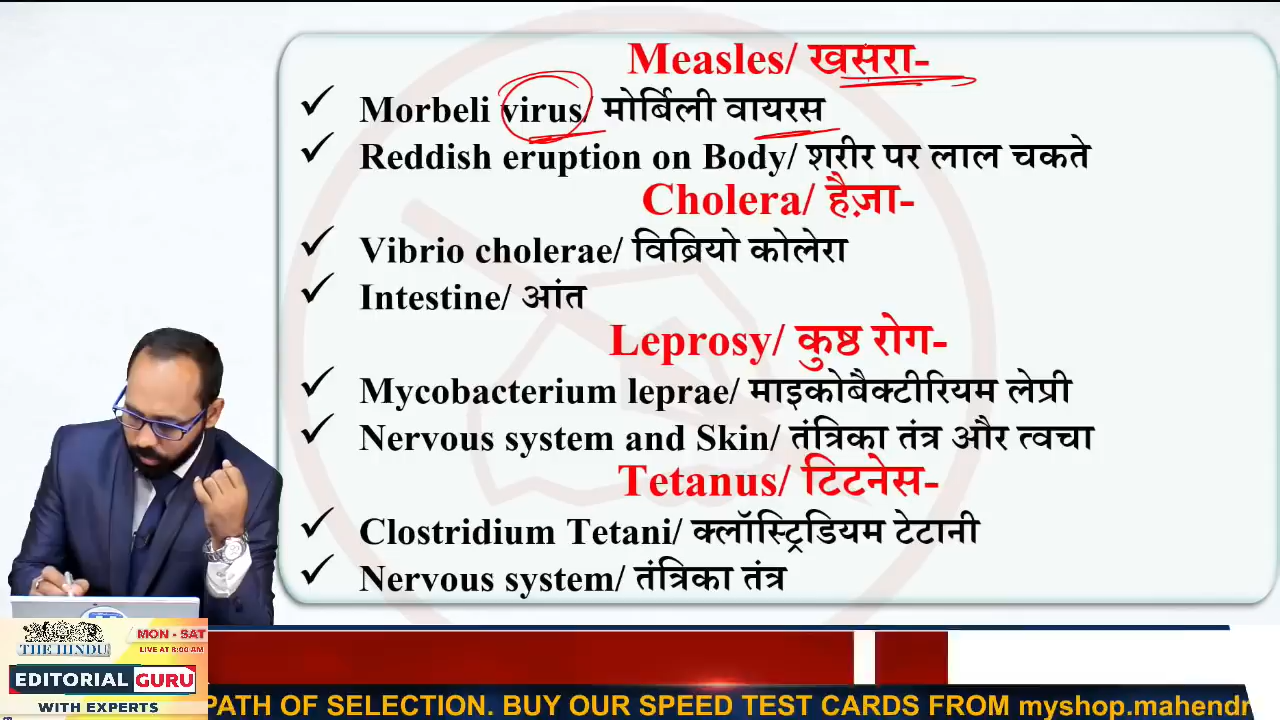 Measles/ खसरा-
✓ Morbeli virus/ मोर्बिली वायरस
✓ Reddish eruption on Body/ शरीर पर लाल चकते
Cholera/ हैज़ा-
✓ Vibrio cholerae/ विब्रियो कोलेरा
✓ Intestine/ आंत
Leprosy/ कुष्ठ रोग-
✓ Mycobacterium leprae/ माइकोबैक्टीरियम लेप्री
✓ Nervous system and Skin/ तंत्रिका तंत्र और त्वचा
Tetanus/ टिटनेस-
✓ Clostridium Tetani/ क्लॉस्ट्रिडियम टेटानी
✓ Nervous system/ तंत्रिका तंत्र
MON - SAT
LIVE AT 8:00 AM
THE HINDU
EDITORIAL GURU
WITH EXPERTS
PATH OF SELECTION. BUY OUR SPEED TEST CARDS FROM myshop.mahendr